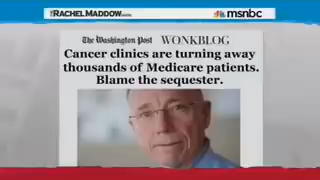 THE RACHEL MADDOW SHOW
msnbc
The Washington Post WONKBLOG
Cancer clinics are turning away
thousands of Medicare patients.
Blame the sequester.